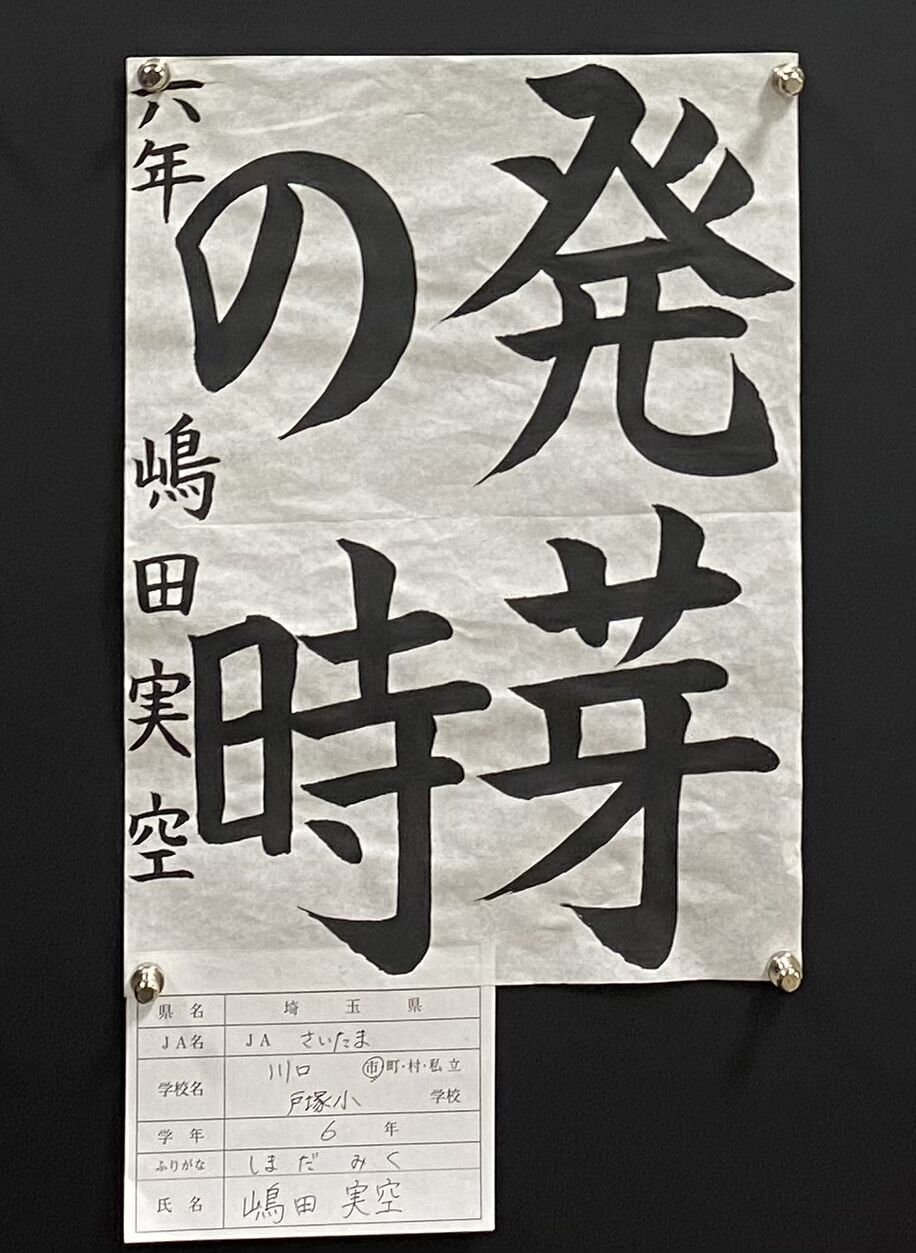 発芽
の時
六年 嶋田実空
県名 埼玉県
JA名 JA さいたま
学校名 川口 市町・村・私立
戸塚小 学校
学年 6年
ふりがな しまだ みく
氏名 嶋田 実空